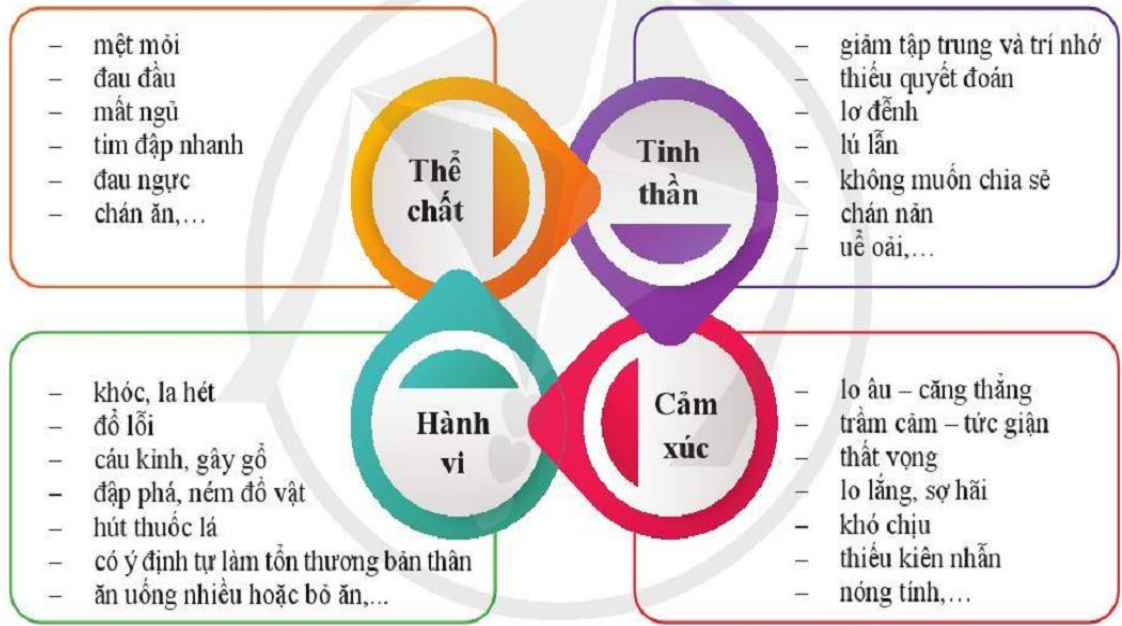 – mệt mỏi
– đau đầu
– mất ngủ
– tim đập nhanh
– đau ngực
– chán ăn,…
Thể
chất
Tinh
thần
– giảm tập trung và trí nhớ
– thiếu quyết đoán
– lơ đễnh
– lú lẫn
– không muốn chia sẻ
– chán nản
– uể oải,…
– khóc, la hét
– đổ lỗi
– cáu kỉnh, gây gổ
– đập phá, ném đồ vật
– hút thuốc lá
– có ý định tự làm tổn thương bản thân
– ăn uống nhiều hoặc bỏ ăn,...
Hành
vi
Cảm
xúc
– lo âu – căng thẳng
– trầm cảm – tức giận
– thất vọng
– lo lắng, sợ hãi
– khó chịu
– thiếu kiên nhẫn
– nóng tính,…